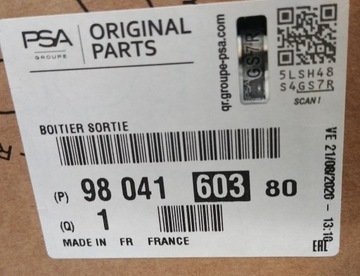 PSA
GROUPE
ORIGINAL
PARTS
qr.groupe-psa.com
4GS7R
5LSH48
S4GS7R
SCAN!
BOITIER SORTIE
(P) 98 041 603 80
(Q) 1
MADE IN FR FRANCE
VE 21/08/2020 - 13:10
EAC